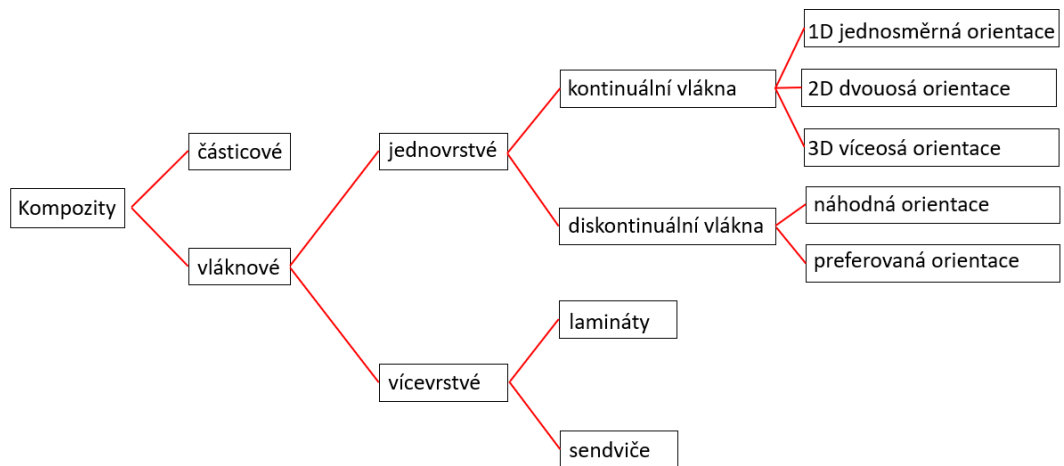 Kompozity
částicové
vláknové
jednovrstvé
vícevrstvé
kontinuální vlákna
diskontinuální vlákna
lamináty
sendviče
1D jednosměrná orientace
2D dvouosá orientace
3D víceosá orientace
náhodná orientace
preferovaná orientace